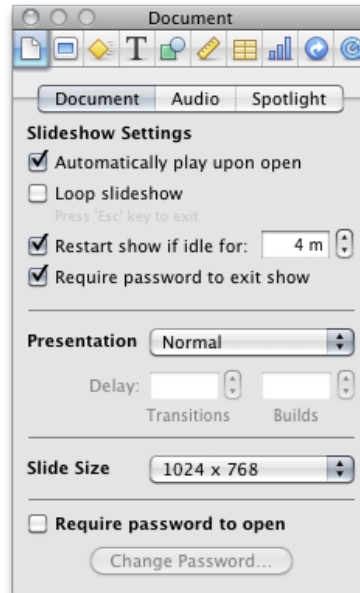 Document
T
Document Audio Spotlight
Slideshow Settings
Automatically play upon open
Loop slideshow
Press 'Esc' key to exit
Restart show if idle for: 4 m
Require password to exit show
Presentation Normal
Delay:
Transitions Builds
Slide Size 1024 x 768
Require password to open
Change Password...